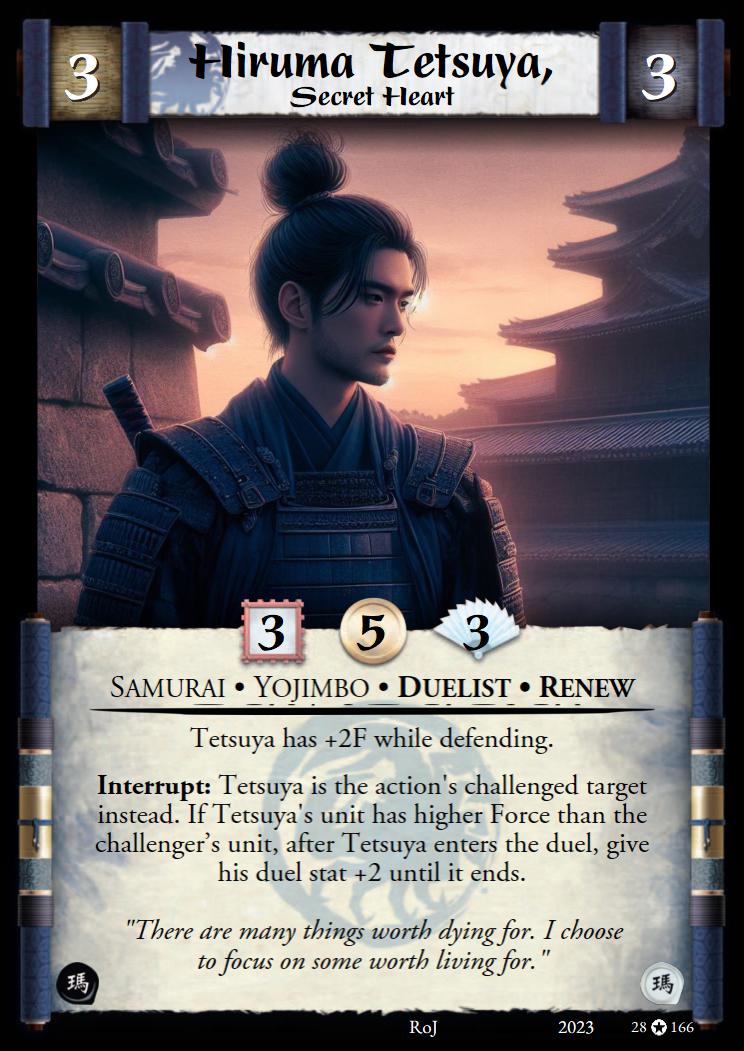 3
Hiruma Tetsuya,
3
Secret Heart
3 5 3
Samurai • Yojimbo • Duelist • Renew
Tetsuya has +2F while defending.
Interrupt: Tetsuya is the action's challenged target
instead. If Tetsuya's unit has higher Force than the
challenger’s unit, after Tetsuya enters the duel, give
his duel stat +2 until it ends.
"There are many things worth dying for. I choose
to focus on some worth living for."
瑪 瑪
RoJ 2023 28 166